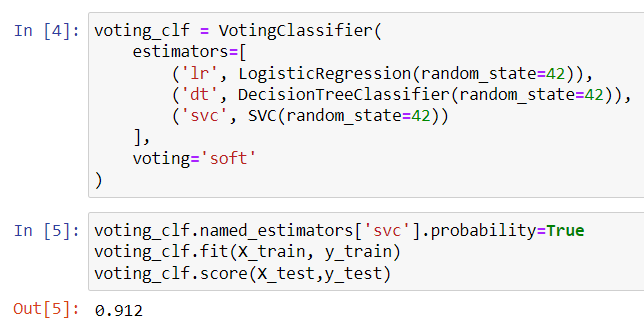 In [4]: voting_clf = VotingClassifier(
    estimators=[
        ('lr', LogisticRegression(random_state=42)),
        ('dt', DecisionTreeClassifier(random_state=42)),
        ('svc', SVC(random_state=42))
    ],
    voting='soft'
)
In [5]: voting_clf.named_estimators['svc'].probability=True
voting_clf.fit(X_train, y_train)
voting_clf.score(X_test,y_test)
Out[5]: 0.912